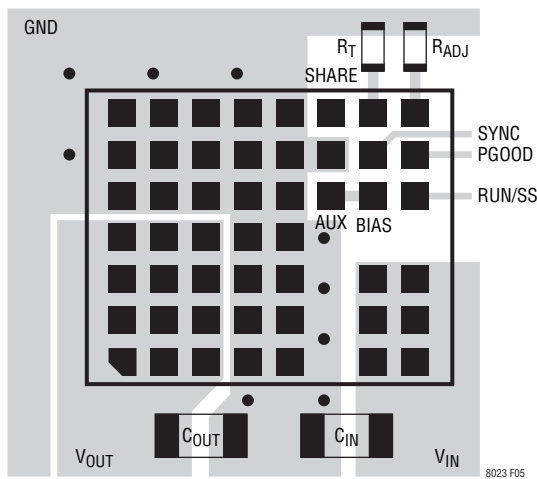 GND
RT
RADJ
SHARE
SYNC
PGOOD
RUN/SS
AUX
BIAS
COUT
CIN
VOUT
VIN
8023 F05